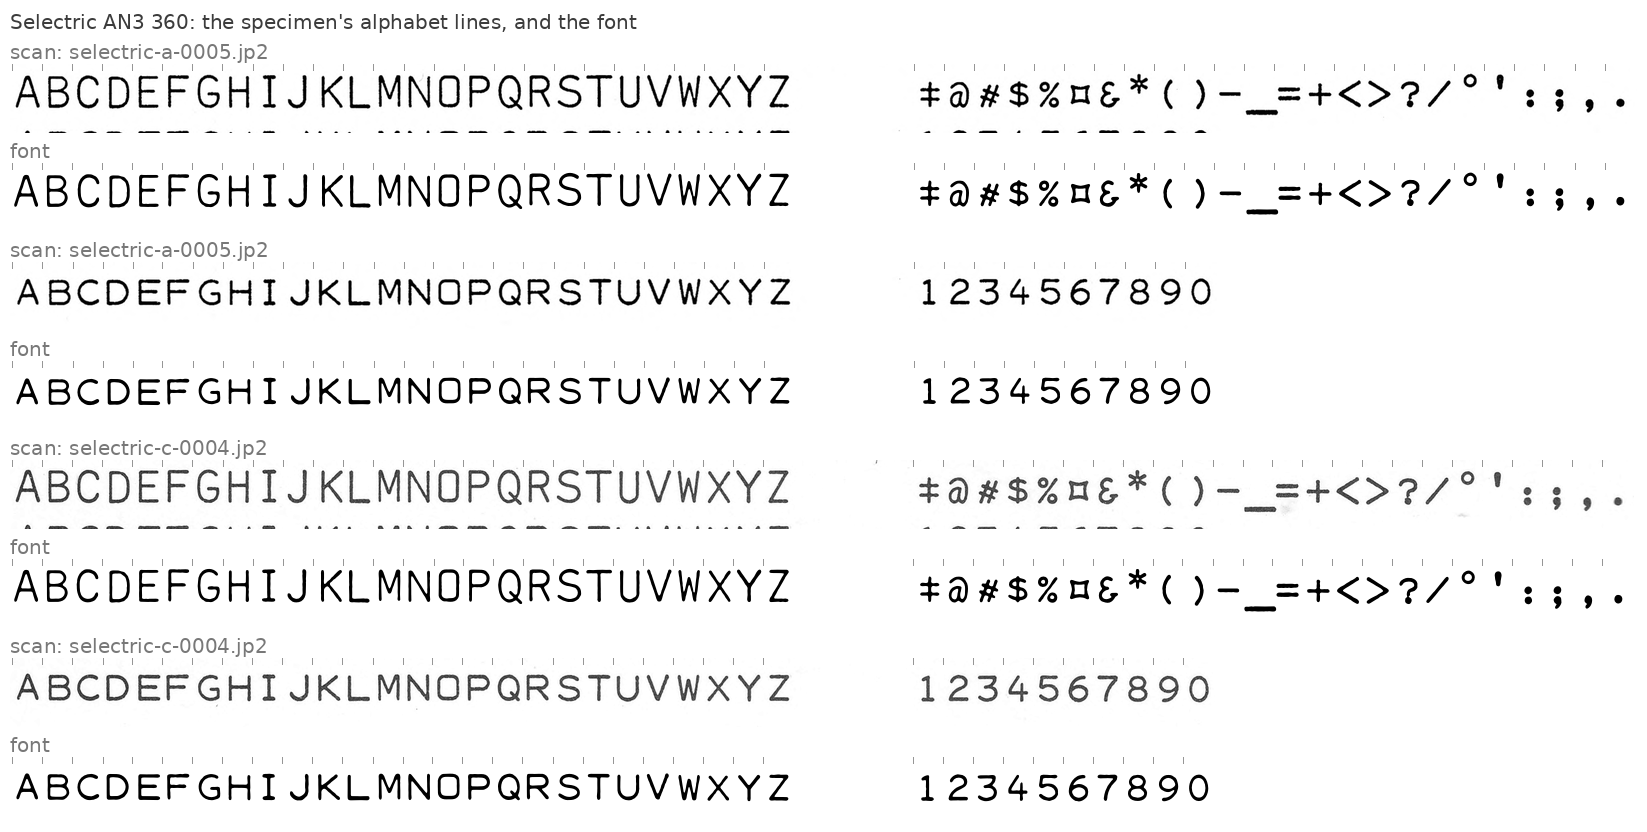 Selectric AN3 360: the specimen's alphabet lines, and the font
scan: selectric-a-0005.jp2
ABCDEFGHIJKLMNOPQRSTUVWXYZ ‡@#$%¤&*()-_=+<>?/°':;,.
font
ABCDEFGHIJKLMNOPQRSTUVWXYZ ‡@#$%¤&*()-_=+<>?/°':;,.
scan: selectric-a-0005.jp2
ABCDEFGHIJKLMNOPQRSTUVWXYZ 1234567890
font
ABCDEFGHIJKLMNOPQRSTUVWXYZ 1234567890
scan: selectric-c-0004.jp2
ABCDEFGHIJKLMNOPQRSTUVWXYZ ‡@#$%¤&*()-_=+<>?/°':;,.
font
ABCDEFGHIJKLMNOPQRSTUVWXYZ ‡@#$%¤&*()-_=+<>?/°':;,.
scan: selectric-c-0004.jp2
ABCDEFGHIJKLMNOPQRSTUVWXYZ 1234567890
font
ABCDEFGHIJKLMNOPQRSTUVWXYZ 1234567890